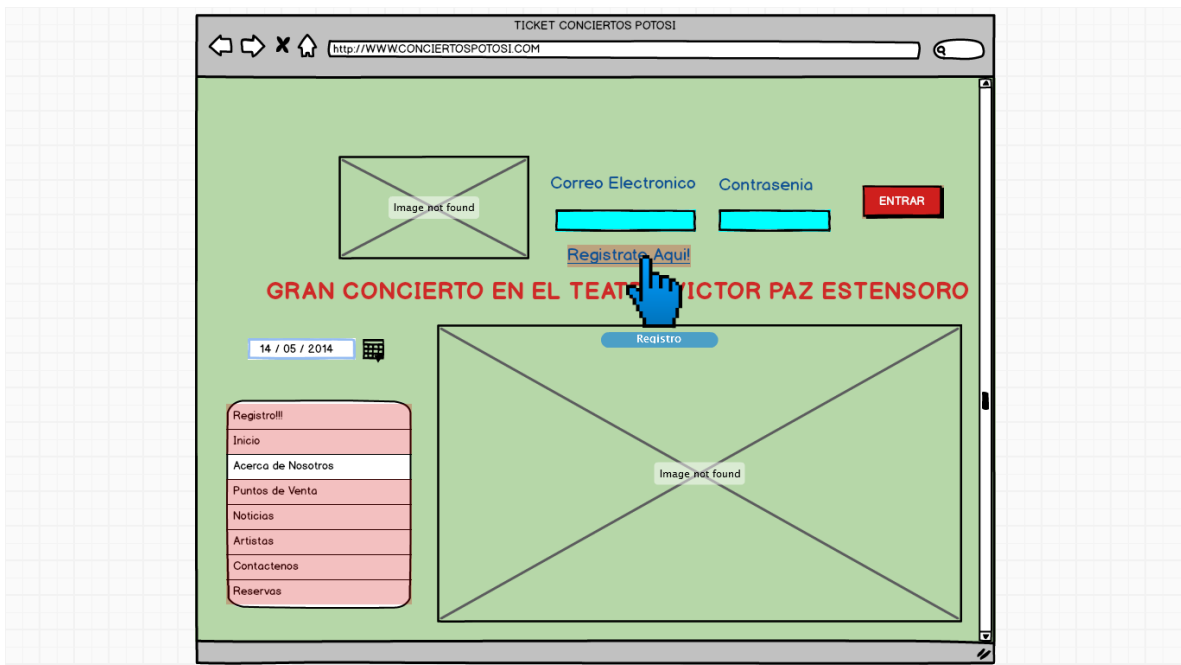 TICKET CONCIERTOS POTOSI
http://WWW.CONCIERTOSPOTOSI.COM
Correo Electronico
Contrasenia
ENTRAR
Image not found
Registrate Aqui!
GRAN CONCIERTO EN EL VICTOR PAZ ESTENSORO
Registro
14 / 05 / 2014
Registro!!!
Inicio
Acerca de Nosotros
Puntos de Venta
Noticias
Artistas
Contactenos
Reservas
Image not found